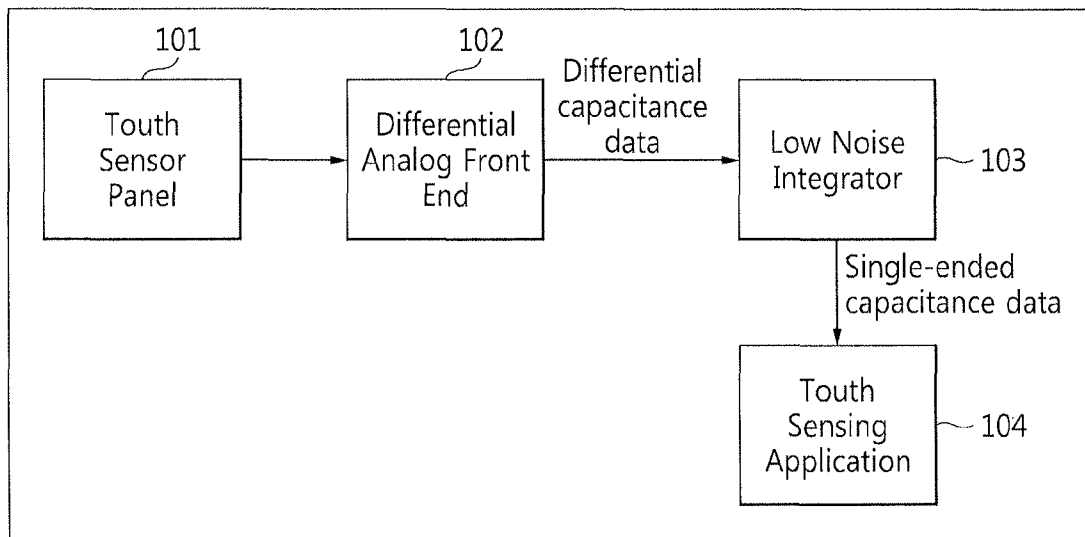 101
Touth
Sensor
Panel
102
Differential
Analog Front
End
Differential
capacitance
data
Low Noise
Integrator
103
Single-ended
capacitance data
Touth
Sensing
Application
104